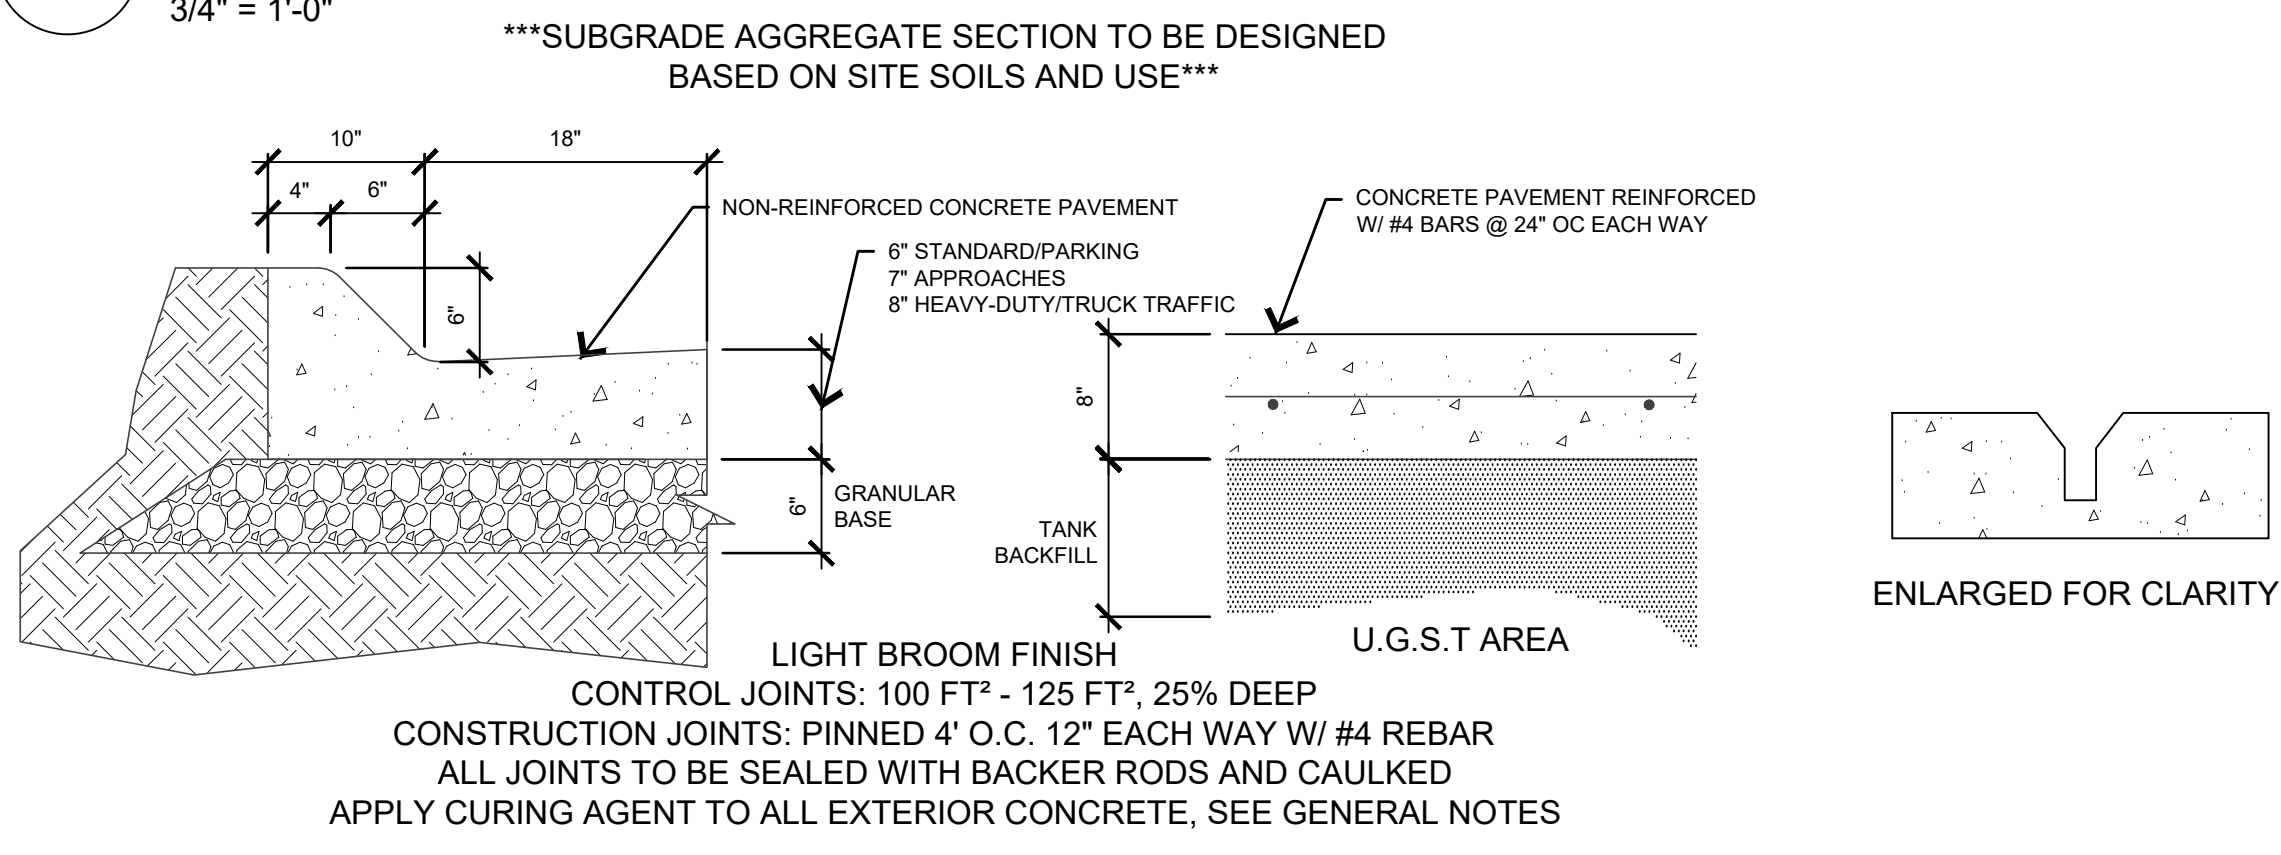 3/4" = 1'-0"
***SUBGRADE AGGREGATE SECTION TO BE DESIGNED
BASED ON SITE SOILS AND USE***
10"
18"
4"
6"
6"
NON-REINFORCED CONCRETE PAVEMENT
6" STANDARD/PARKING
7" APPROACHES
8" HEAVY-DUTY/TRUCK TRAFFIC
6"
GRANULAR
BASE
CONCRETE PAVEMENT REINFORCED
W/ #4 BARS @ 24" OC EACH WAY
8"
TANK
BACKFILL
U.G.S.T AREA
ENLARGED FOR CLARITY
LIGHT BROOM FINISH
CONTROL JOINTS: 100 FT² - 125 FT², 25% DEEP
CONSTRUCTION JOINTS: PINNED 4' O.C. 12" EACH WAY W/ #4 REBAR
ALL JOINTS TO BE SEALED WITH BACKER RODS AND CAULKED
APPLY CURING AGENT TO ALL EXTERIOR CONCRETE, SEE GENERAL NOTES